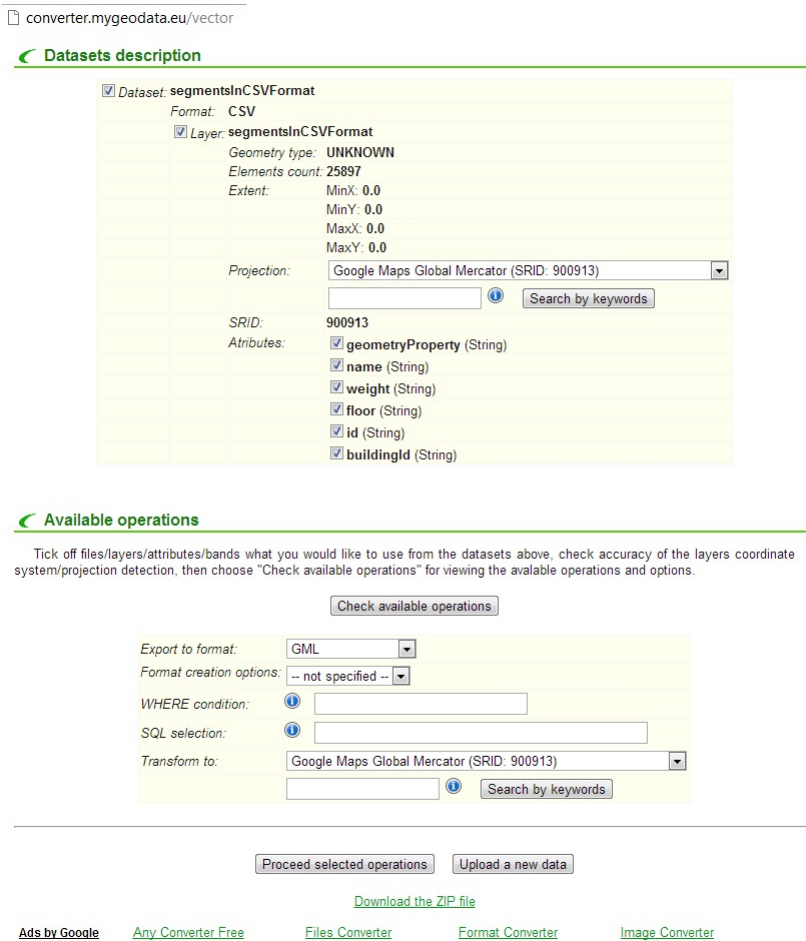 converter.mygeodata.eu/vector
Datasets description
Dataset: segmentsInCSVFormat
Format: CSV
Layer: segmentsInCSVFormat
Geometry type: UNKNOWN
Elements count: 25897
Extent: MinX: 0.0
MinY: 0.0
MaxX: 0.0
MaxY: 0.0
Projection: Google Maps Global Mercator (SRID: 900913)
Search by keywords
SRID: 900913
Atributes: geometryProperty (String)
name (String)
weight (String)
floor (String)
id (String)
buildingId (String)
Available operations
Tick off files/layers/attributes/bands what you would like to use from the datasets above, check accuracy of the layers coordinate
system/projection detection, then choose "Check available operations" for viewing the avalable operations and options.
Check available operations
Export to format: GML
Format creation options: -- not specified --
WHERE condition:
SQL selection:
Transform to: Google Maps Global Mercator (SRID: 900913)
Search by keywords
Proceed selected operations Upload a new data
Download the ZIP file
Ads by Google Any Converter Free Files Converter Format Converter Image Converter